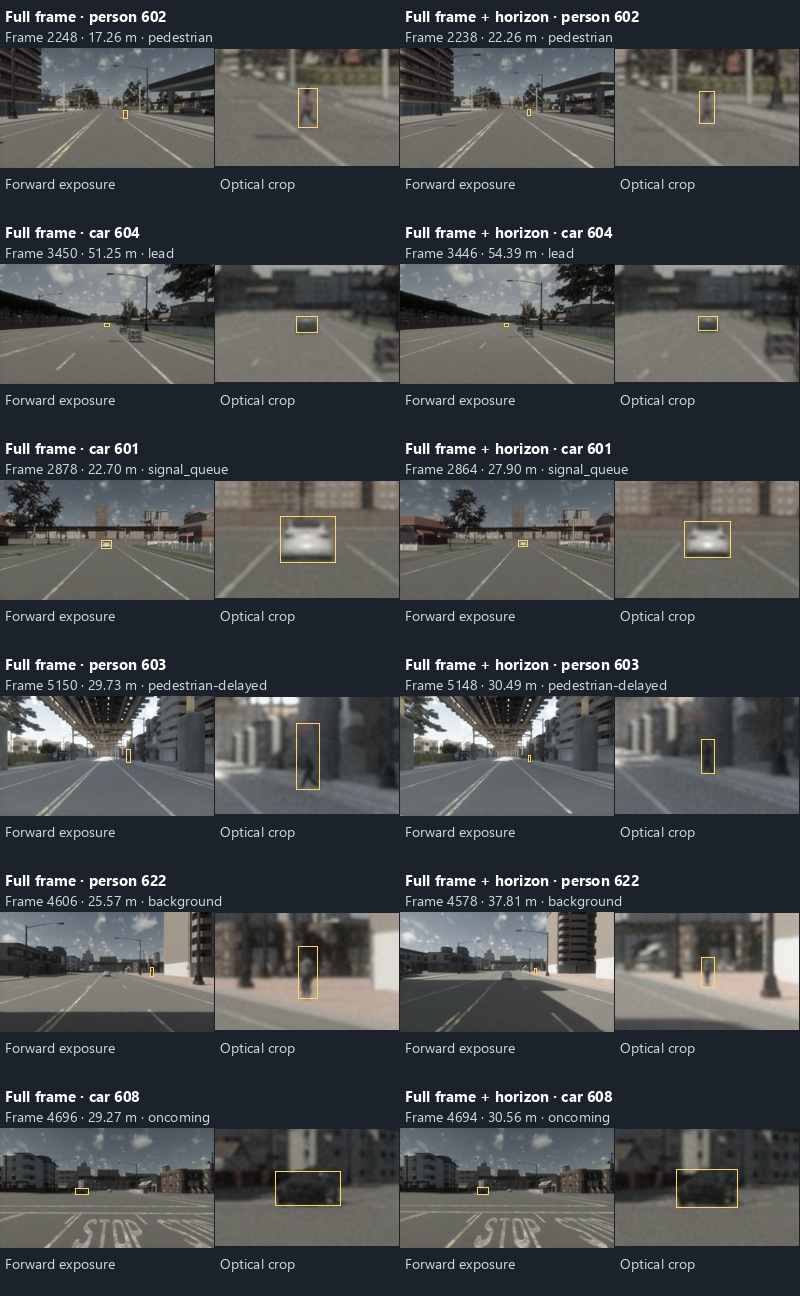 Full frame · person 602
Frame 2248 · 17.26 m · pedestrian
Forward exposure
Optical crop
Full frame + horizon · person 602
Frame 2238 · 22.26 m · pedestrian
Forward exposure
Optical crop
Full frame · car 604
Frame 3450 · 51.25 m · lead
Forward exposure
Optical crop
Full frame + horizon · car 604
Frame 3446 · 54.39 m · lead
Forward exposure
Optical crop
Full frame · car 601
Frame 2878 · 22.70 m · signal_queue
Forward exposure
Optical crop
Full frame + horizon · car 601
Frame 2864 · 27.90 m · signal_queue
Forward exposure
Optical crop
Full frame · person 603
Frame 5150 · 29.73 m · pedestrian-delayed
Forward exposure
Optical crop
Full frame + horizon · person 603
Frame 5148 · 30.49 m · pedestrian-delayed
Forward exposure
Optical crop
Full frame · person 622
Frame 4606 · 25.57 m · background
Forward exposure
Optical crop
Full frame + horizon · person 622
Frame 4578 · 37.81 m · background
Forward exposure
Optical crop
Full frame · car 608
Frame 4696 · 29.27 m · oncoming
STOP
STOP
Forward exposure
Optical crop
Full frame + horizon · car 608
Frame 4694 · 30.56 m · oncoming
STOP
STOP
Forward exposure
Optical crop